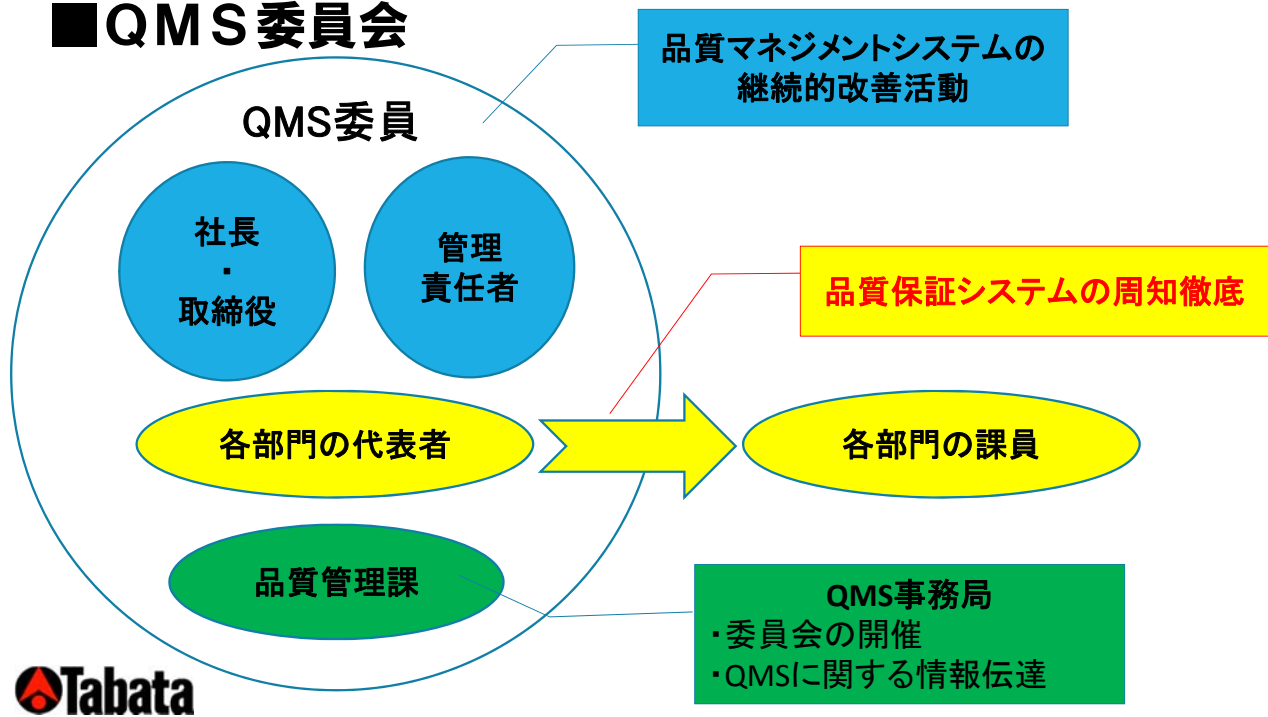 ■QMS委員会
品質マネジメントシステムの
継続的改善活動
QMS委員
社長
・
取締役
管理
責任者
品質保証システムの周知徹底
各部門の代表者
各部門の課員
品質管理課
QMS事務局
・委員会の開催
・QMSに関する情報伝達
Tabata